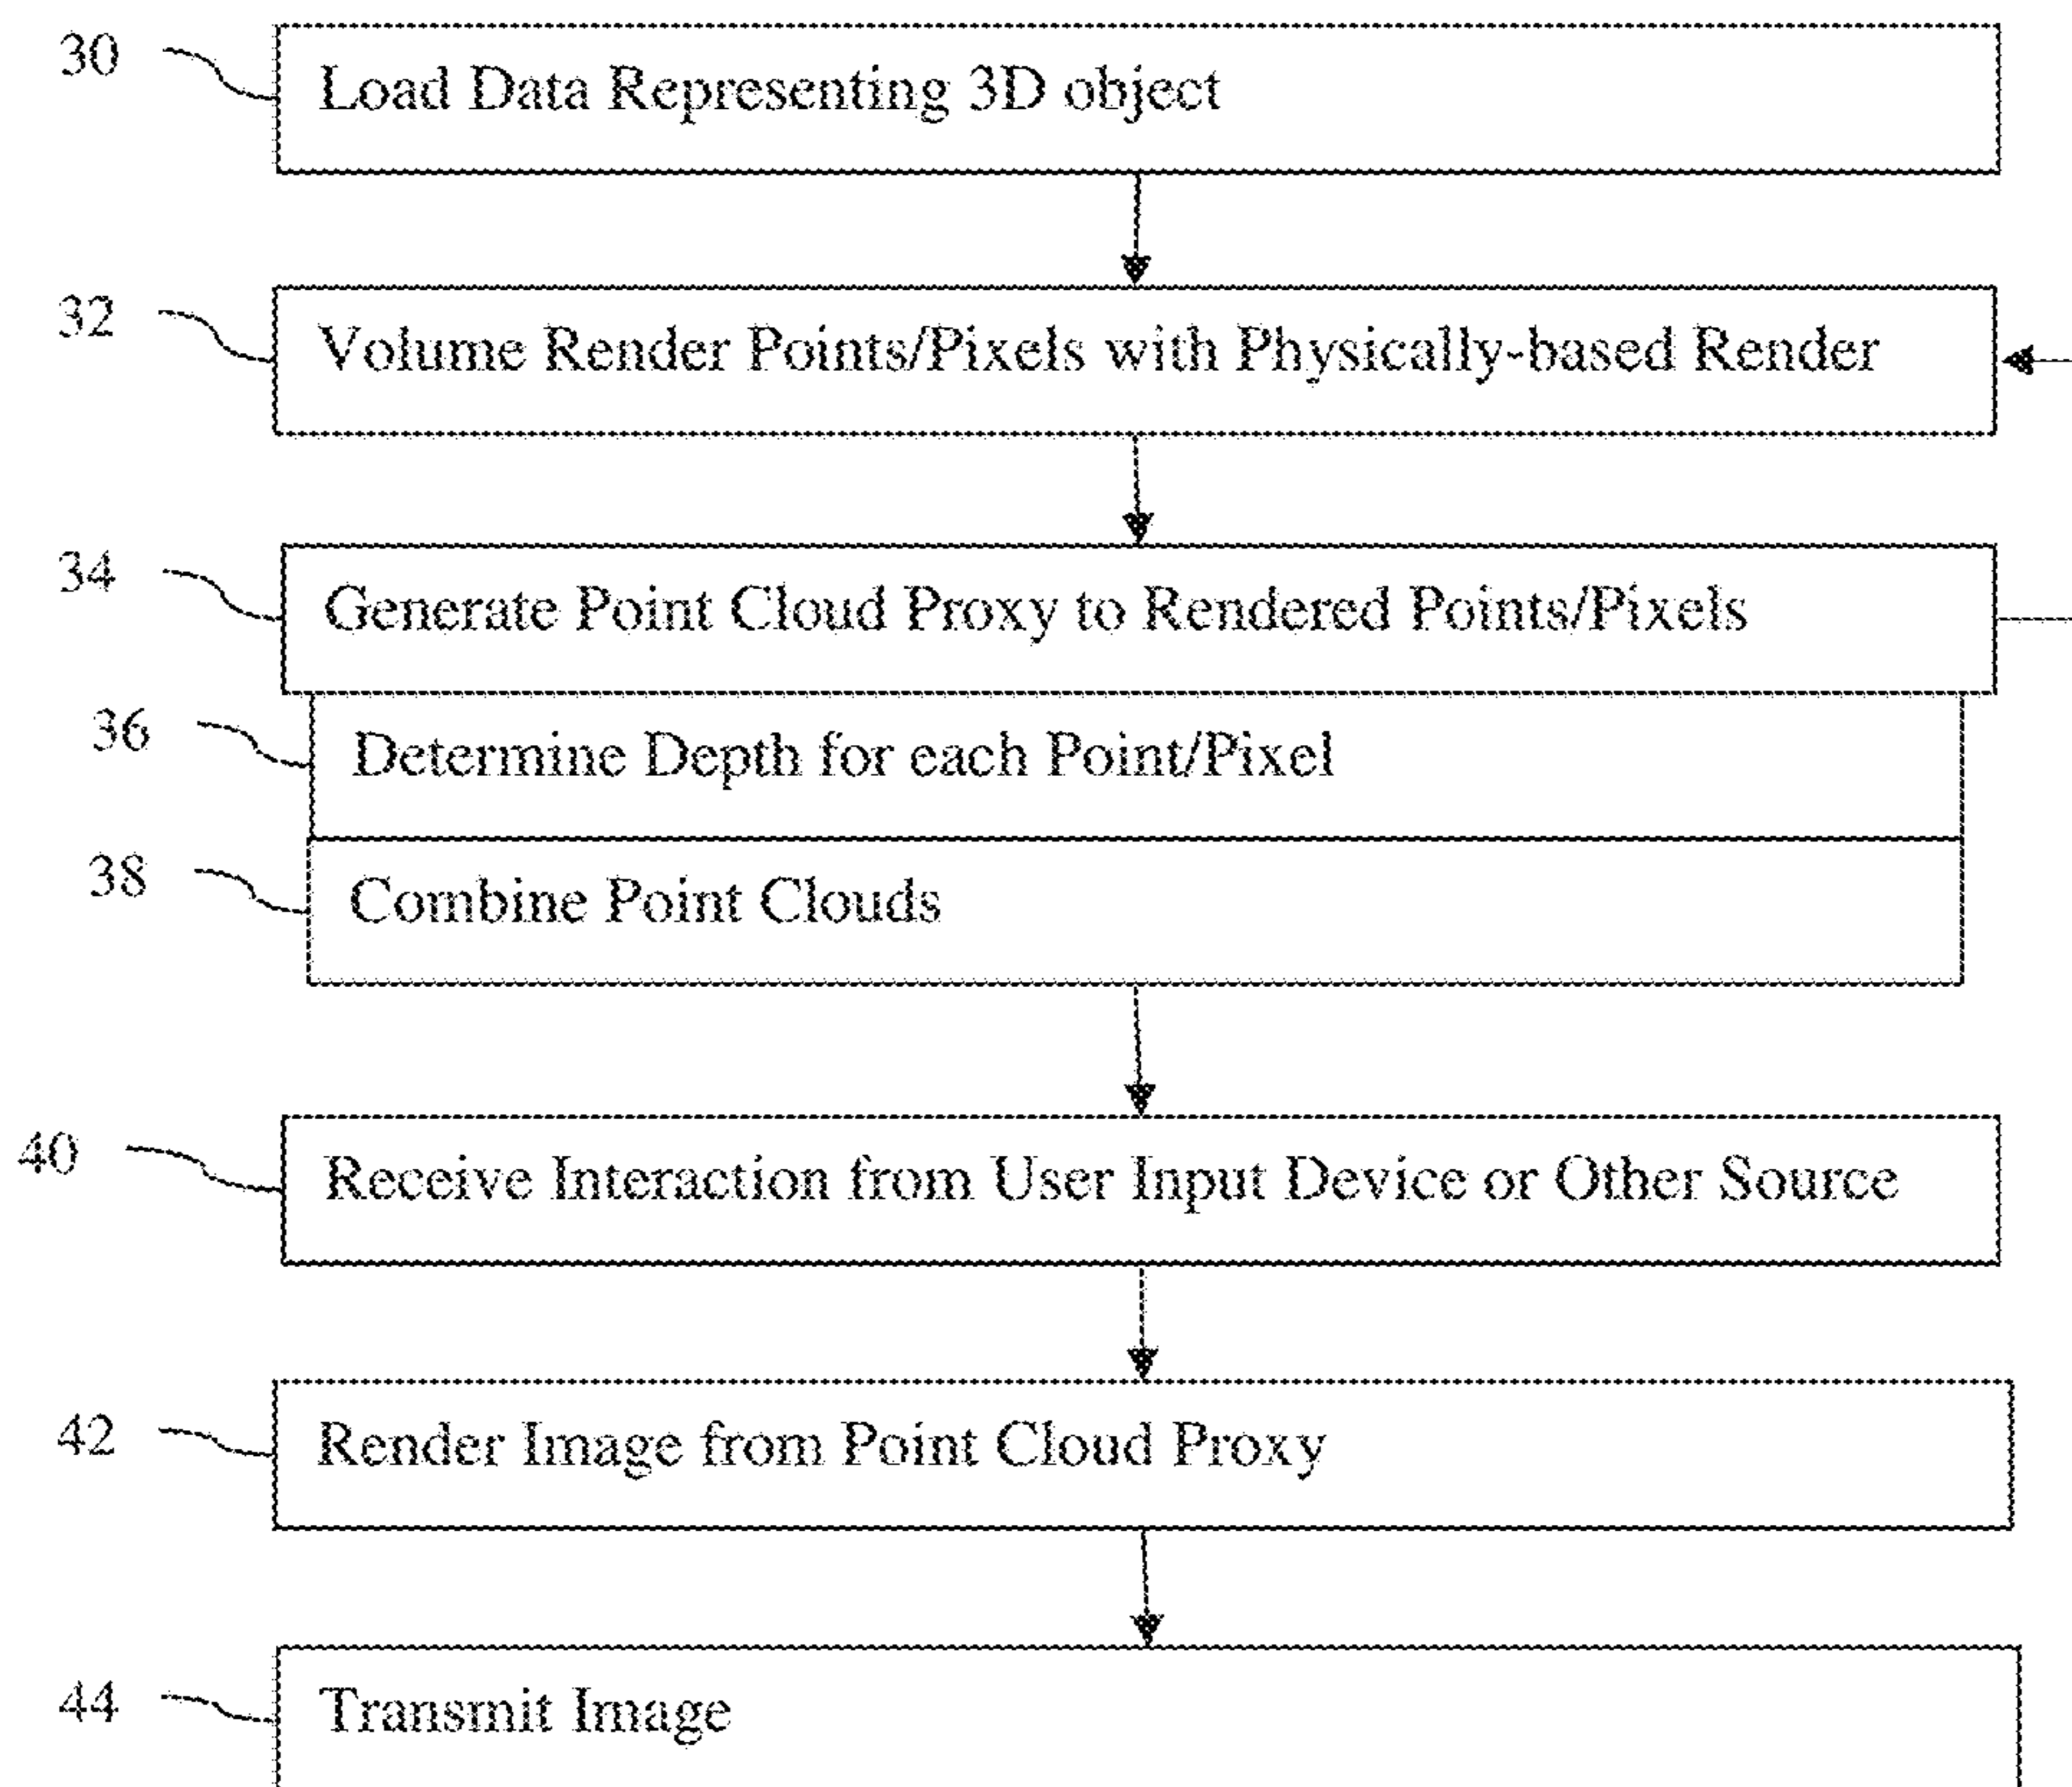 30
Load Data Representing 3D object
32
Volume Render Points/Pixels with Physically-based Render
34
Generate Point Cloud Proxy to Rendered Points/Pixels
36
Determine Depth for each Point/Pixel
38
Combine Point Clouds
40
Receive Interaction from User Input Device or Other Source
42
Render Image from Point Cloud Proxy
44
Transmit Image